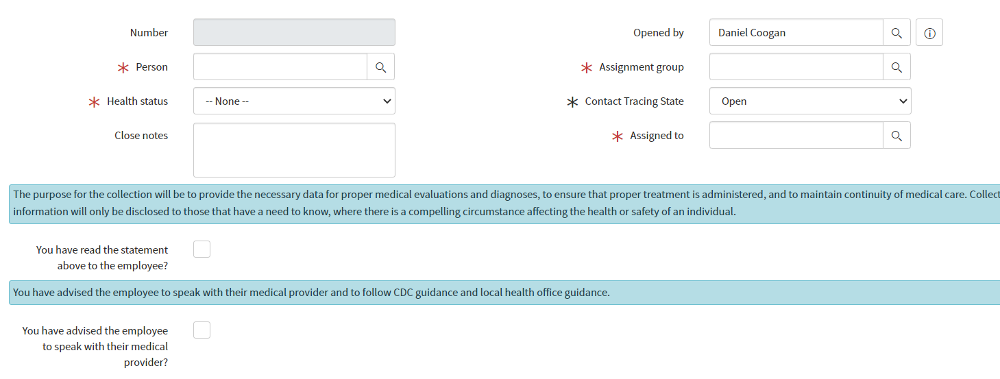 Number
Opened by
Daniel Coogan
Person
Assignment group
Health status
-- None --
Contact Tracing State
Open
Close notes
Assigned to
The purpose for the collection will be to provide the necessary data for proper medical evaluations and diagnoses, to ensure that proper treatment is administered, and to maintain continuity of medical care. Collect
information will only be disclosed to those that have a need to know, where there is a compelling circumstance affecting the health or safety of an individual.
You have read the statement
above to the employee?
You have advised the employee to speak with their medical provider and to follow CDC guidance and local health office guidance.
You have advised the employee
to speak with their medical
provider?